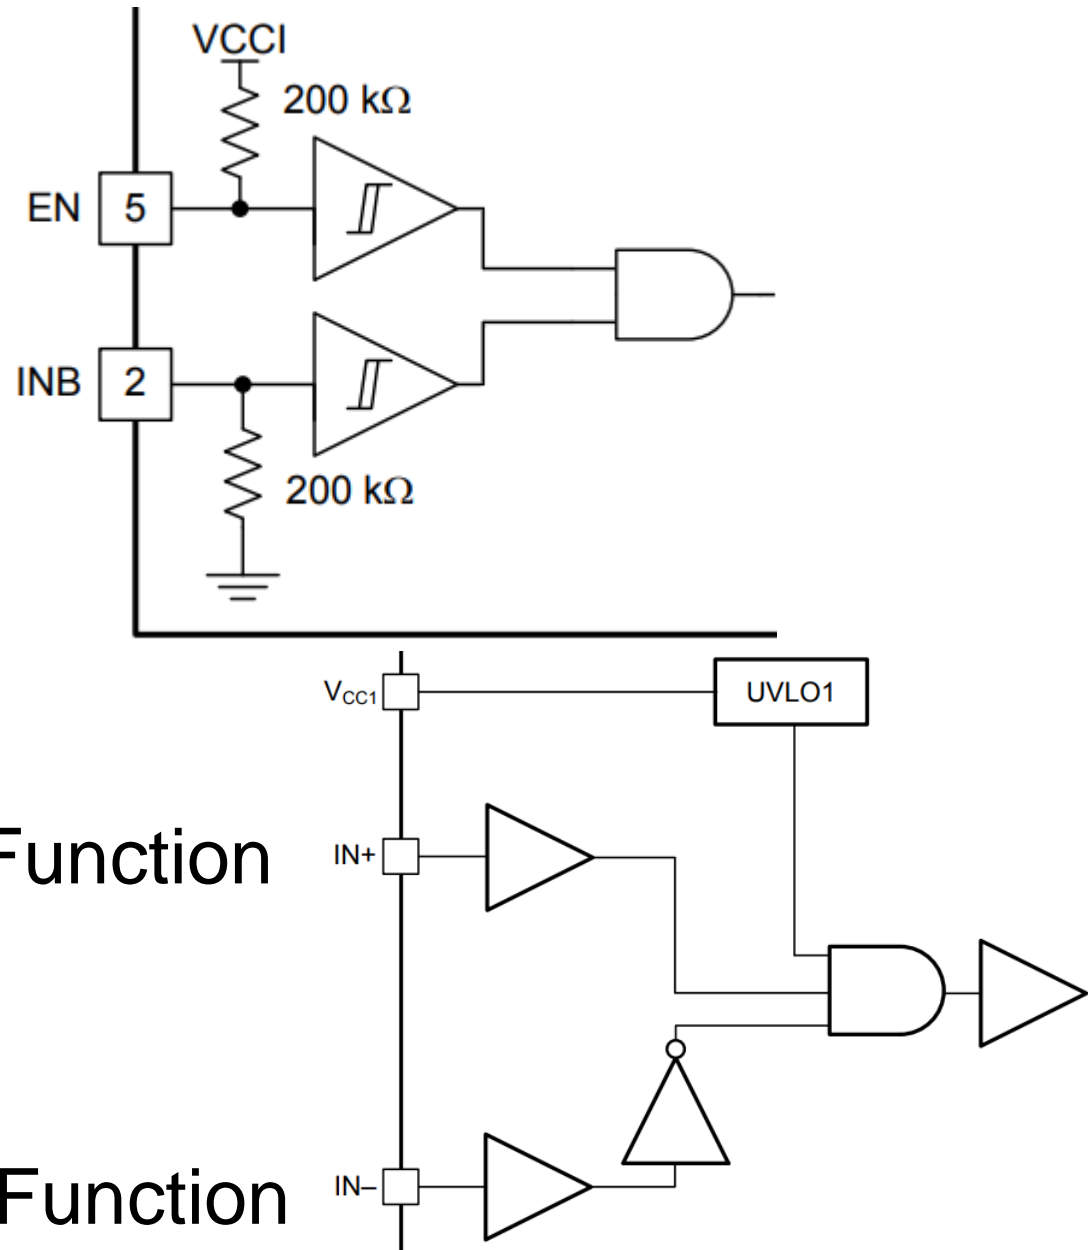 VCCI
200 kΩ
EN
5
INB
2
200 kΩ
VCC1
UVLO1
Function
IN+
Function
IN–